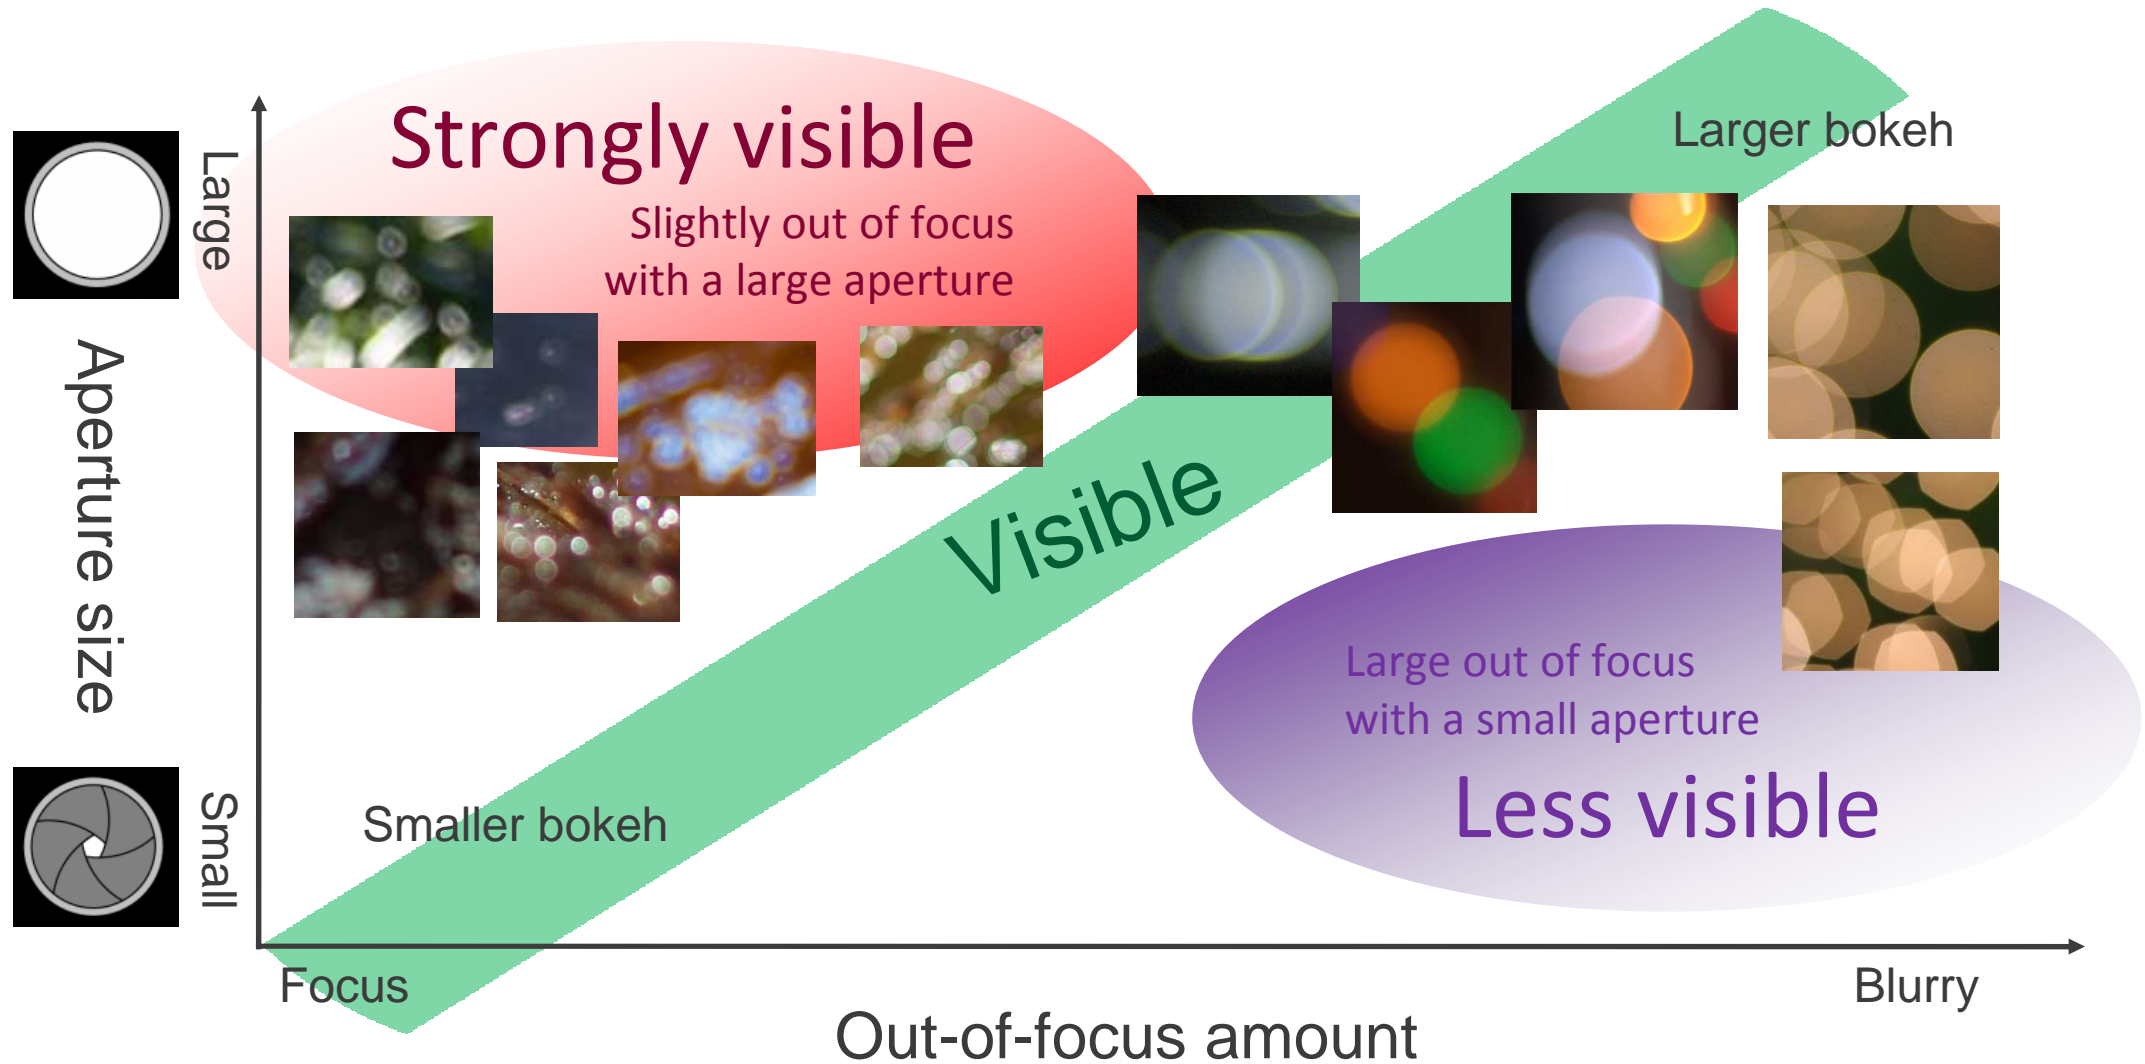 Strongly visible
Slightly out of focus
with a large aperture
Larger bokeh
Large
Aperture size
Small
Visible
Smaller bokeh
Large out of focus
with a small aperture
Less visible
Focus
Blurry
Out-of-focus amount